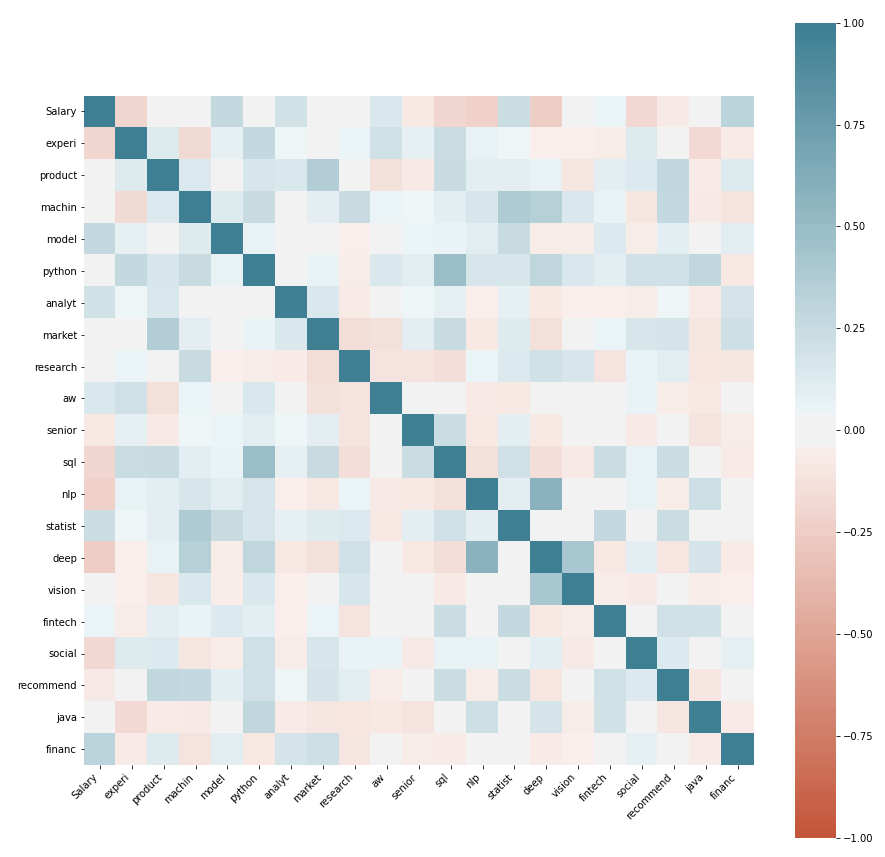 Salary
experi
product
machin
model
python
analyt
market
research
aw
senior
sql
nlp
statist
deep
vision
fintech
social
recommend
java
financ
Salary
experi
product
machin
model
python
analyt
market
research
aw
senior
sql
nlp
statist
deep
vision
fintech
social
recommend
java
financ
1.00
0.75
0.50
0.25
0.00
−0.25
−0.50
−0.75
−1.00